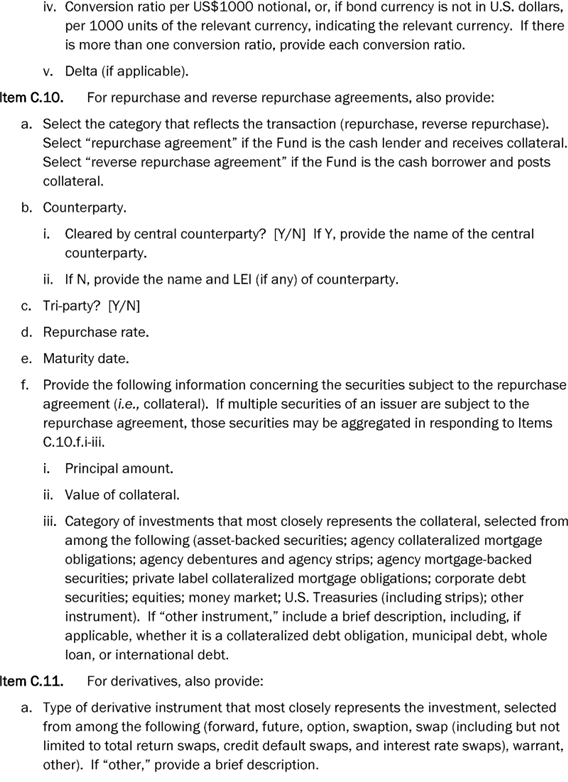 iv. Conversion ratio per US$1000 notional, or, if bond currency is not in U.S. dollars,
per 1000 units of the relevant currency, indicating the relevant currency. If there
is more than one conversion ratio, provide each conversion ratio.
v. Delta (if applicable).
Item C.10. For repurchase and reverse repurchase agreements, also provide:
a. Select the category that reflects the transaction (repurchase, reverse repurchase).
Select “repurchase agreement” if the Fund is the cash lender and receives collateral.
Select “reverse repurchase agreement” if the Fund is the cash borrower and posts
collateral.
b. Counterparty.
i. Cleared by central counterparty? [Y/N] If Y, provide the name of the central
counterparty.
ii. If N, provide the name and LEI (if any) of counterparty.
c. Tri-party? [Y/N]
d. Repurchase rate.
e. Maturity date.
f. Provide the following information concerning the securities subject to the repurchase
agreement (i.e., collateral). If multiple securities of an issuer are subject to the
repurchase agreement, those securities may be aggregated in responding to Items
C.10.f.i-iii.
i. Principal amount.
ii. Value of collateral.
iii. Category of investments that most closely represents the collateral, selected from
among the following (asset-backed securities; agency collateralized mortgage
obligations; agency debentures and agency strips; agency mortgage-backed
securities; private label collateralized mortgage obligations; corporate debt
securities; equities; money market; U.S. Treasuries (including strips); other
instrument). If “other instrument,” include a brief description, including, if
applicable, whether it is a collateralized debt obligation, municipal debt, whole
loan, or international debt.
Item C.11. For derivatives, also provide:
a. Type of derivative instrument that most closely represents the investment, selected
from among the following (forward, future, option, swaption, swap (including but not
limited to total return swaps, credit default swaps, and interest rate swaps), warrant,
other). If “other,” provide a brief description.